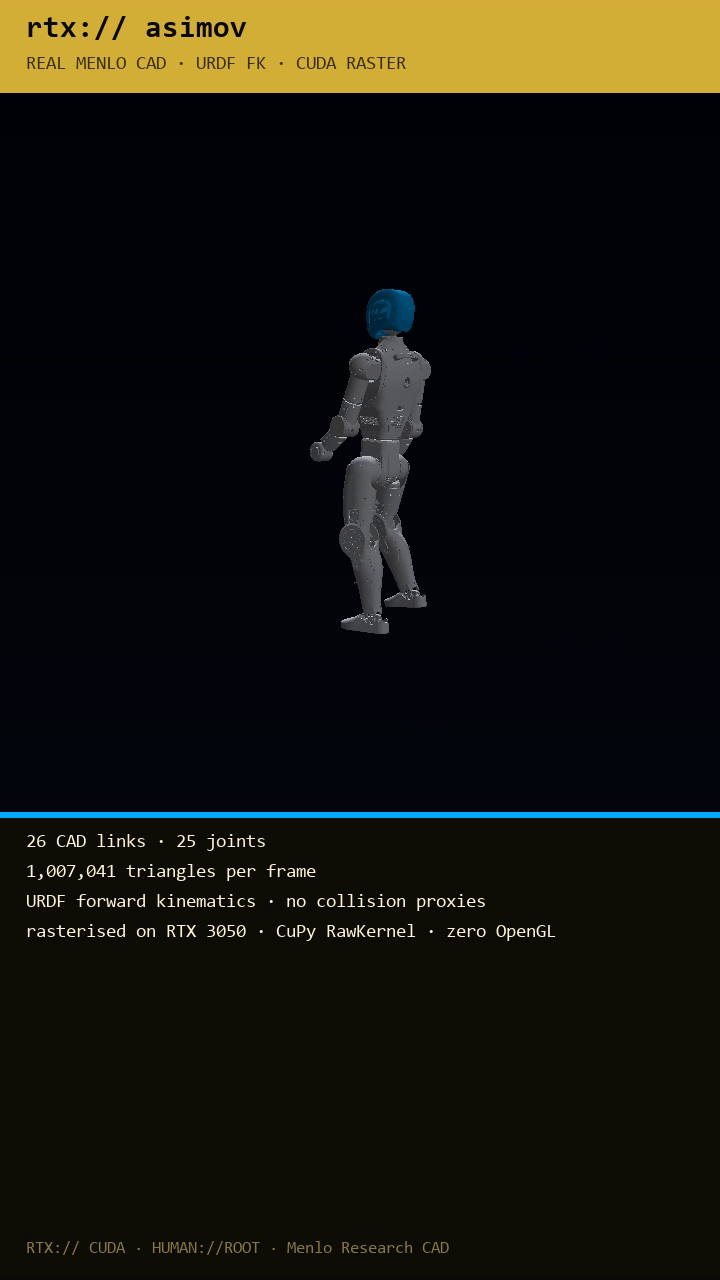 rtx:// asimov
REAL MENLO CAD · URDF FK · CUDA RASTER
26 CAD links · 25 joints
1,007,041 triangles per frame
URDF forward kinematics · no collision proxies
rasterised on RTX 3050 · CuPy RawKernel · zero OpenGL
RTX:// CUDA · HUMAN://ROOT · Menlo Research CAD